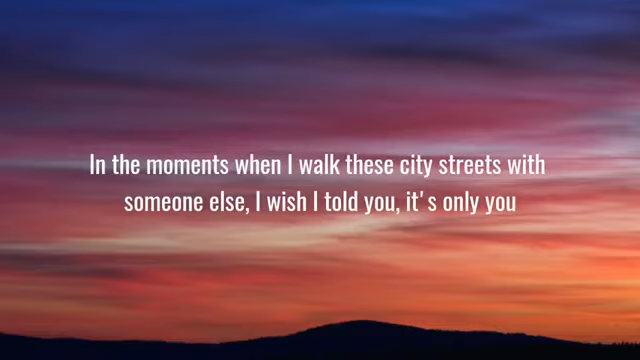 In the moments when I walk these city streets with
someone else, I wish I told you, it's only you